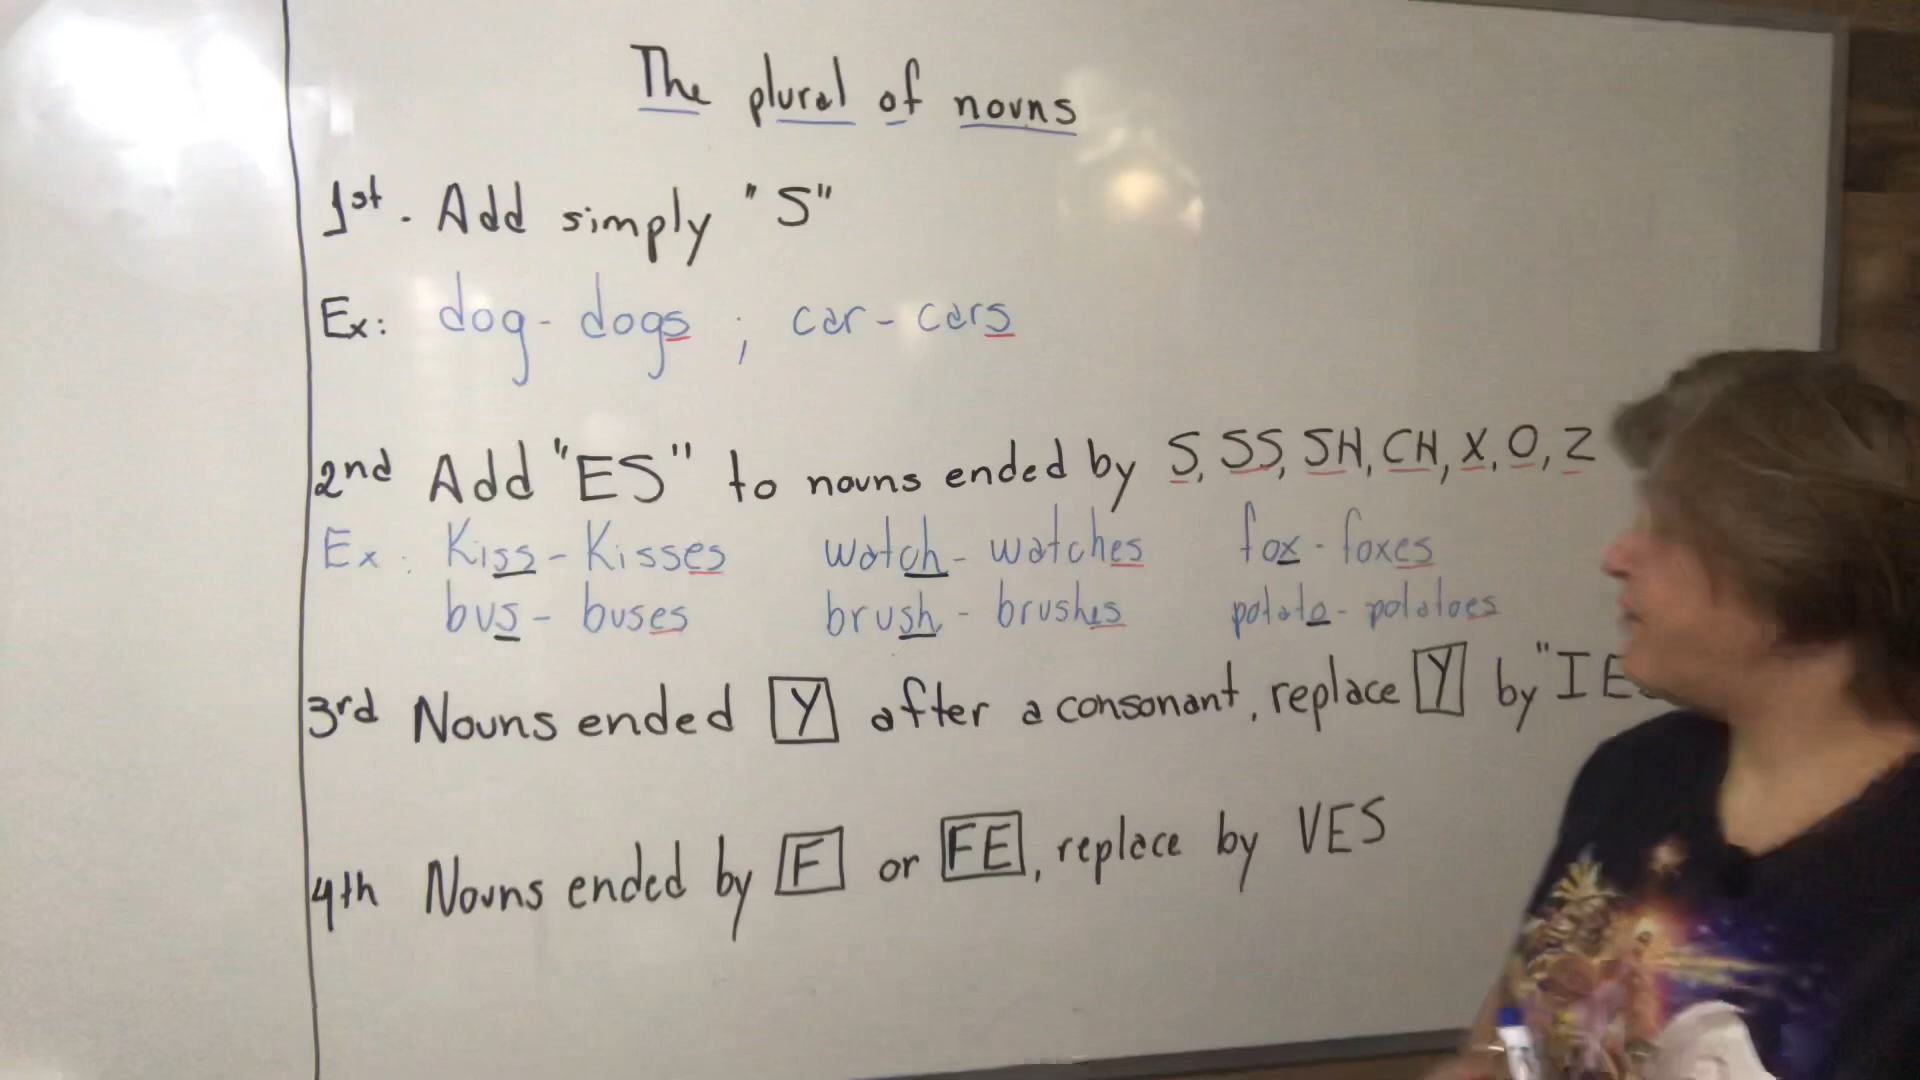 The plural of nouns
1st. Add simply "S"
Ex: dog - dogs ; car - cars
2nd Add "ES" to nouns ended by S, SS, SH, CH, X, O, Z
Ex: Kiss - Kisses watch - watches fox - foxes
bus - buses brush - brushes potato - potatoes
3rd Nouns ended Y after a consonant, replace Y by "IE
4th Nouns ended by F or FE, replace by VES